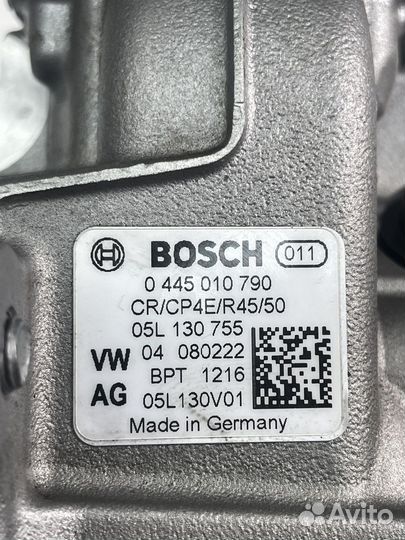 BOSCH 011
0 445 010 790
CR/CP4E/R45/50
05L 130 755
VW 04 080222
BPT 1216
AG 05L130V01
Made in Germany
Avito